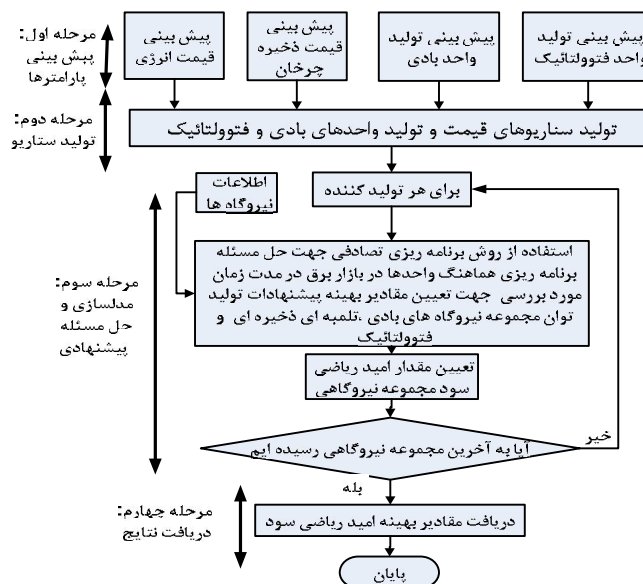 مرحله اول:
پیش بینی
پارامترها
پیش بینی تولید
واحد فتوولتائیک
پیش بینی تولید
واحد بادی
پیش بینی
قیمت ذخیره
چرخان
پیش بینی
قیمت انرژی
مرحله دوم:
تولید سناریو
تولید سناریوهای قیمت و تولید واحدهای بادی و فتوولتائیک
برای هر تولید کننده
اطلاعات
نیروگاه ها
مرحله سوم:
مدلسازی و
حل مسئله
پیشنهادی
استفاده از روش برنامه ریزی تصادفی جهت حل مسئله
برنامه ریزی هماهنگ واحدها در بازار برق در مدت زمان
مورد بررسی جهت تعیین مقادیر بهینه پیشنهادات تولید
توان مجموعه نیروگاه های بادی ،تلمبه ای ذخیره ای و
فتوولتائیک
تعیین مقدار امید ریاضی
سود مجموعه نیروگاهی
آیا به آخرین مجموعه نیروگاهی رسیده ایم
خیر
بله
مرحله چهارم:
دریافت نتایج
دریافت مقادیر بهینه امید ریاضی سود
پایان